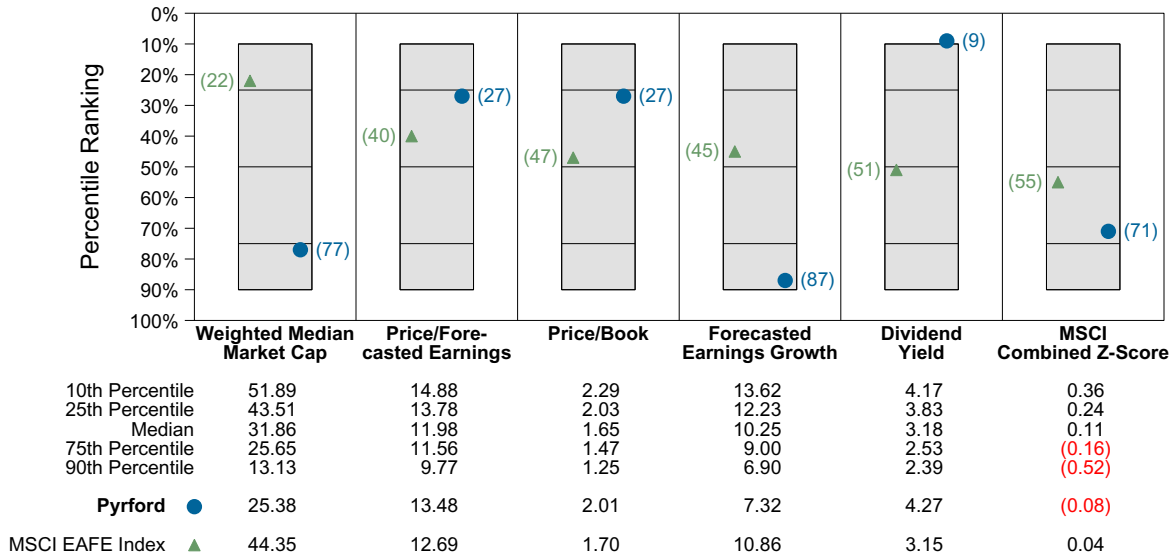 Percentile Ranking
0%
10%
20%
30%
40%
50%
60%
70%
80%
90%
100%
(22)
(77)
(40)
(27)
(47)
(27)
(45)
(87)
(51)
(9)
(55)
(71)
Weighted Median
Market Cap
Price/Fore-
casted Earnings
Price/Book
Forecasted
Earnings Growth
Dividend
Yield
MSCI
Combined Z-Score
10th Percentile 51.89 14.88 2.29 13.62 4.17 0.36
25th Percentile 43.51 13.78 2.03 12.23 3.83 0.24
Median 31.86 11.98 1.65 10.25 3.18 0.11
75th Percentile 25.65 11.56 1.47 9.00 2.53 (0.16)
90th Percentile 13.13 9.77 1.25 6.90 2.39 (0.52)
Pyrford 25.38 13.48 2.01 7.32 4.27 (0.08)
MSCI EAFE Index 44.35 12.69 1.70 10.86 3.15 0.04